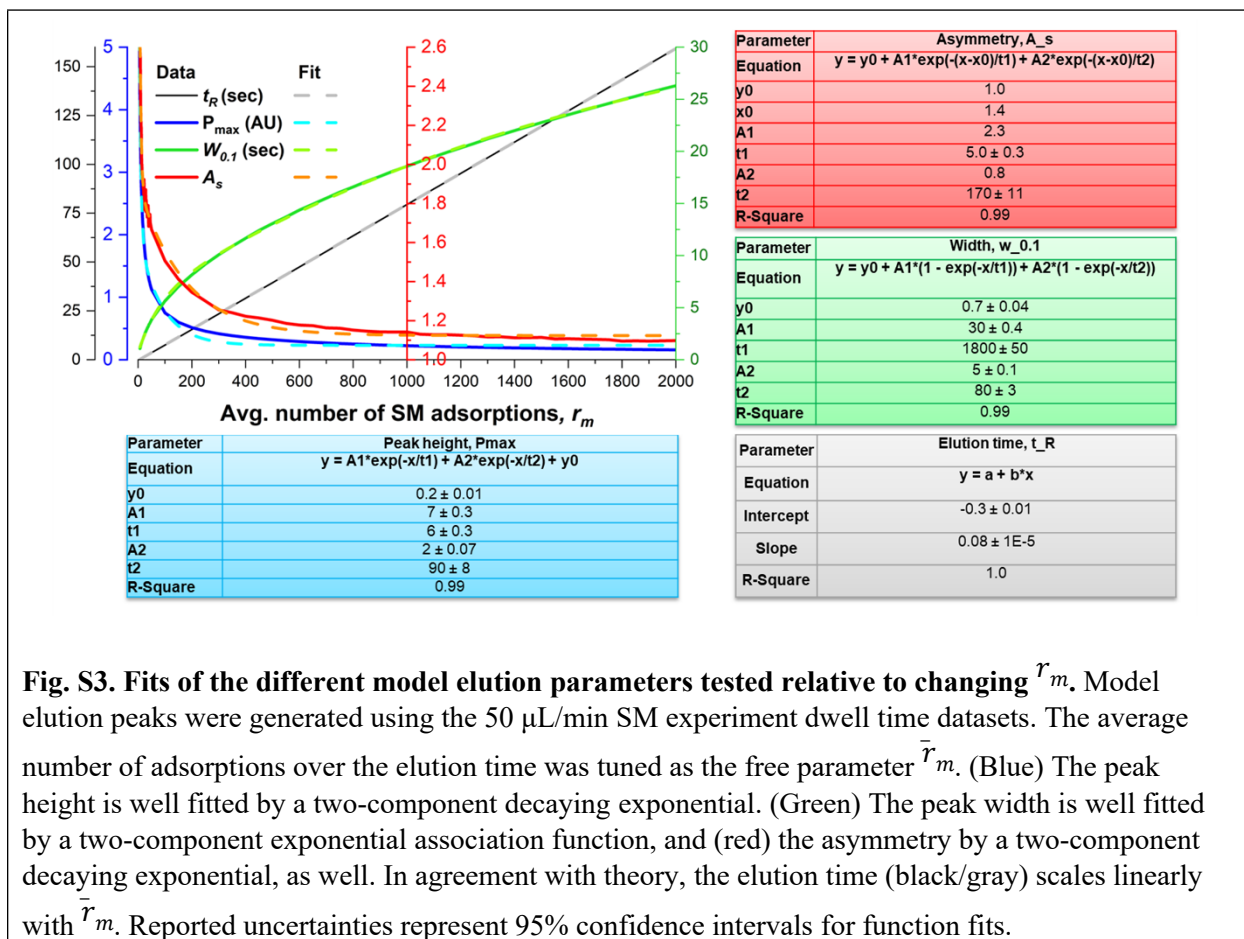 Data Fit
t_R (sec)
P_max (AU)
W_0.1 (sec)
A_s
150
125
100
75
50
25
0
5
4
3
2
1
0
2.6
2.4
2.2
2.0
1.8
1.6
1.4
1.2
1.0
30
25
20
15
10
5
0
0 200 400 600 800 1000 1200 1400 1600 1800 2000
Avg. number of SM adsorptions, r_m
Parameter Asymmetry, A_s
Equation y = y0 + A1*exp(-(x-x0)/t1) + A2*exp(-(x-x0)/t2)
y0 1.0
x0 1.4
A1 2.3
t1 5.0 ± 0.3
A2 0.8
t2 170 ± 11
R-Square 0.99
Parameter Width, w_0.1
Equation y = y0 + A1*(1 - exp(-x/t1)) + A2*(1 - exp(-x/t2))
y0 0.7 ± 0.04
A1 30 ± 0.4
t1 1800 ± 50
A2 5 ± 0.1
t2 80 ± 3
R-Square 0.99
Parameter Peak height, Pmax
Equation y = A1*exp(-x/t1) + A2*exp(-x/t2) + y0
y0 0.2 ± 0.01
A1 7 ± 0.3
t1 6 ± 0.3
A2 2 ± 0.07
t2 90 ± 8
R-Square 0.99
Parameter Elution time, t_R
Equation y = a + b*x
Intercept -0.3 ± 0.01
Slope 0.08 ± 1E-5
R-Square 1.0
Fig. S3. Fits of the different model elution parameters tested relative to changing r_m. Model
elution peaks were generated using the 50 μL/min SM experiment dwell time datasets. The average
number of adsorptions over the elution time was tuned as the free parameter r̄_m. (Blue) The peak
height is well fitted by a two-component decaying exponential. (Green) The peak width is well fitted
by a two-component exponential association function, and (red) the asymmetry by a two-component
decaying exponential, as well. In agreement with theory, the elution time (black/gray) scales linearly
with r̄_m. Reported uncertainties represent 95% confidence intervals for function fits.